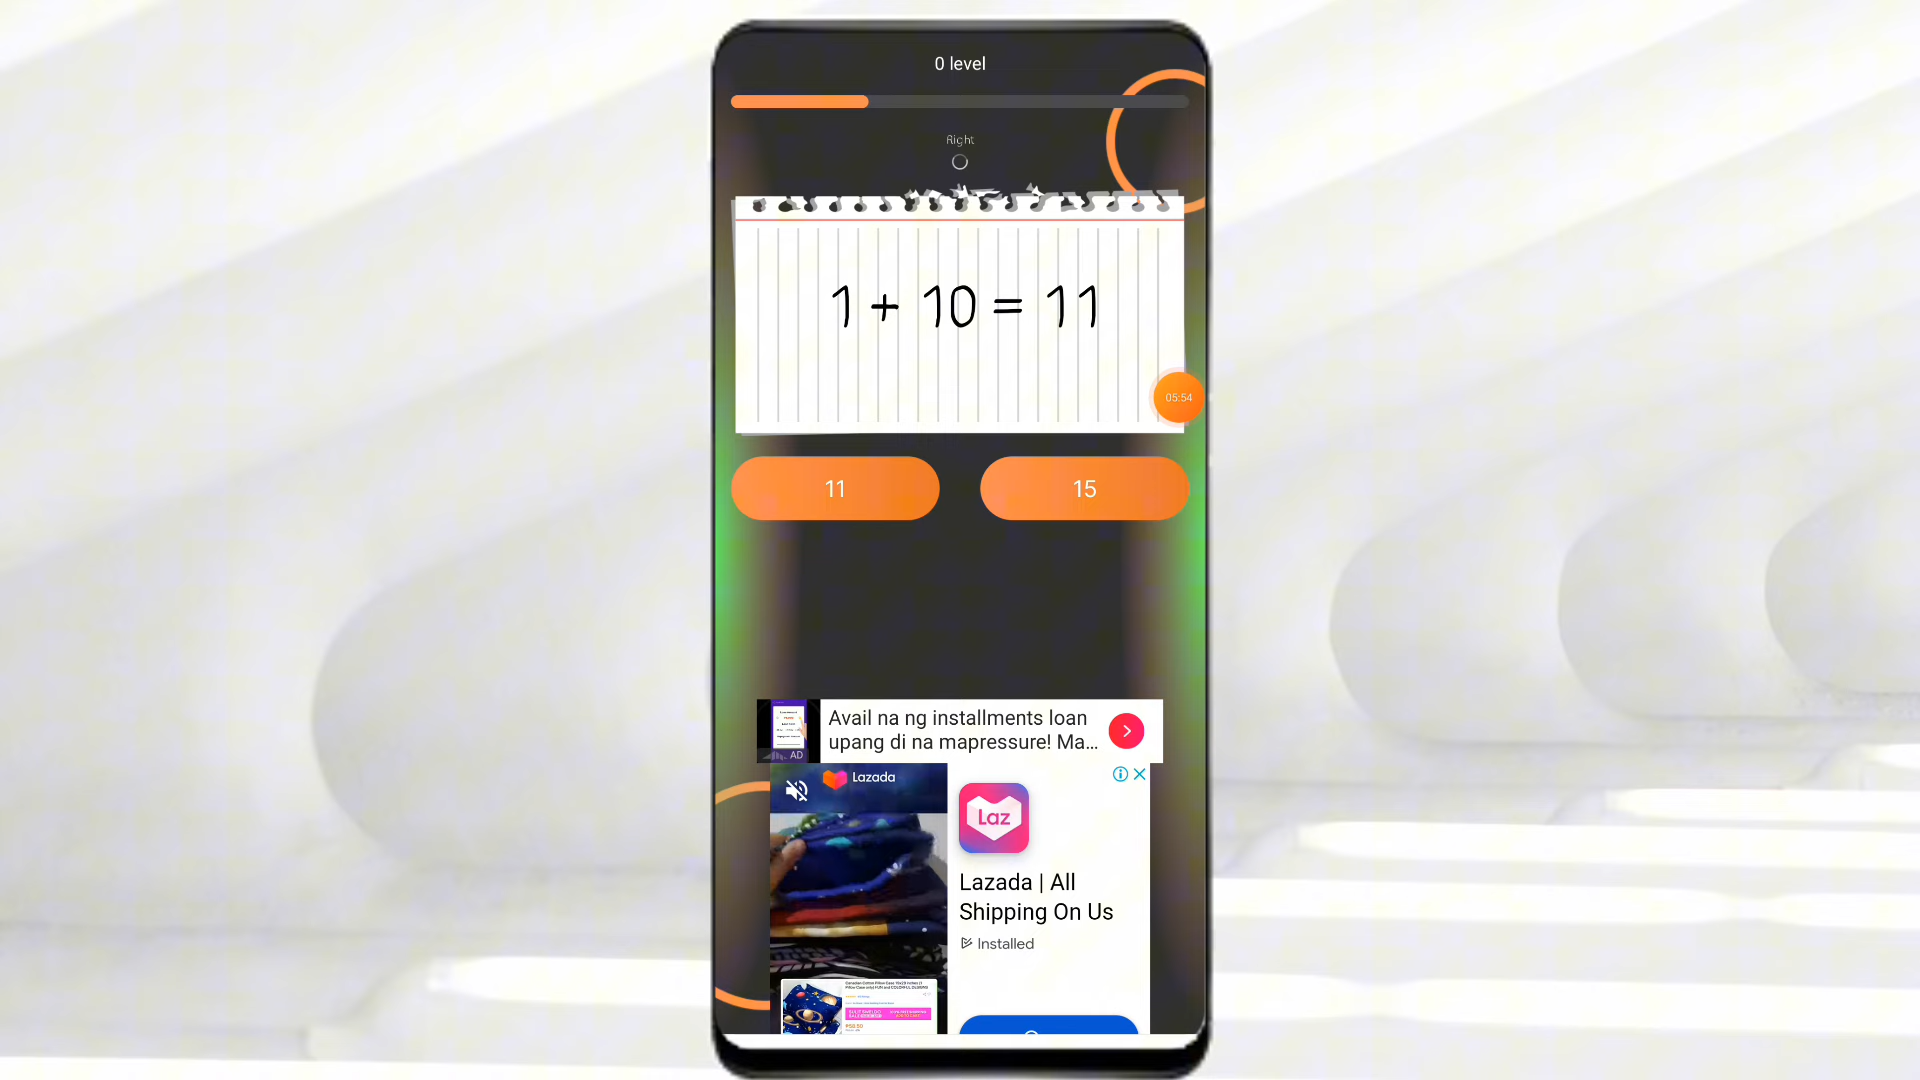 0 level
Right
1 + 10 = 11
05:54
11
15
Avail na ng installments loan
upang di na mapressure! Ma...
AD
Lazada
Laz
Lazada | All
Shipping On Us
Installed